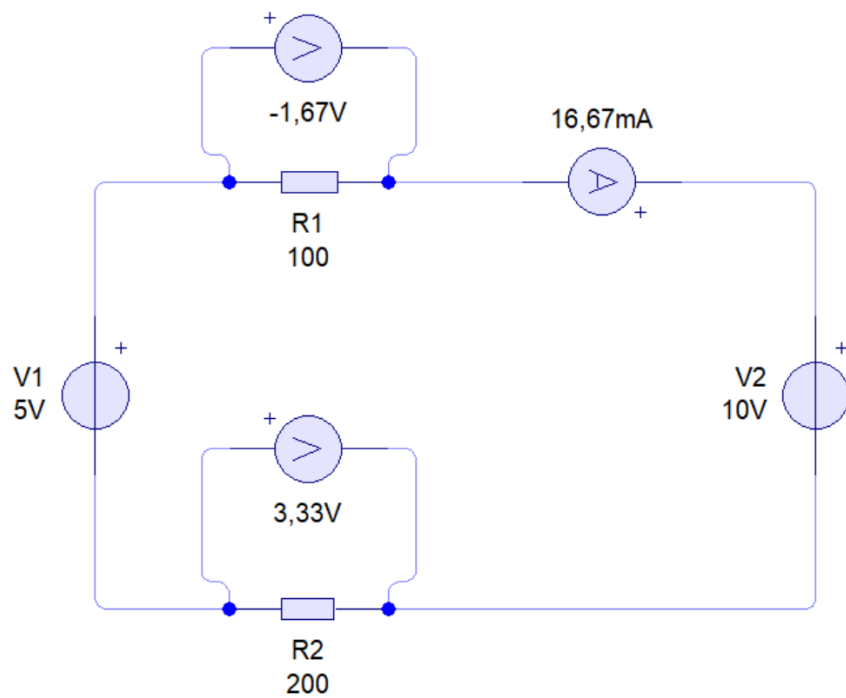 +
V
-1,67V
16,67mA
A
+
R1
100
+
V1
5V
+
V2
10V
+
V
3,33V
R2
200